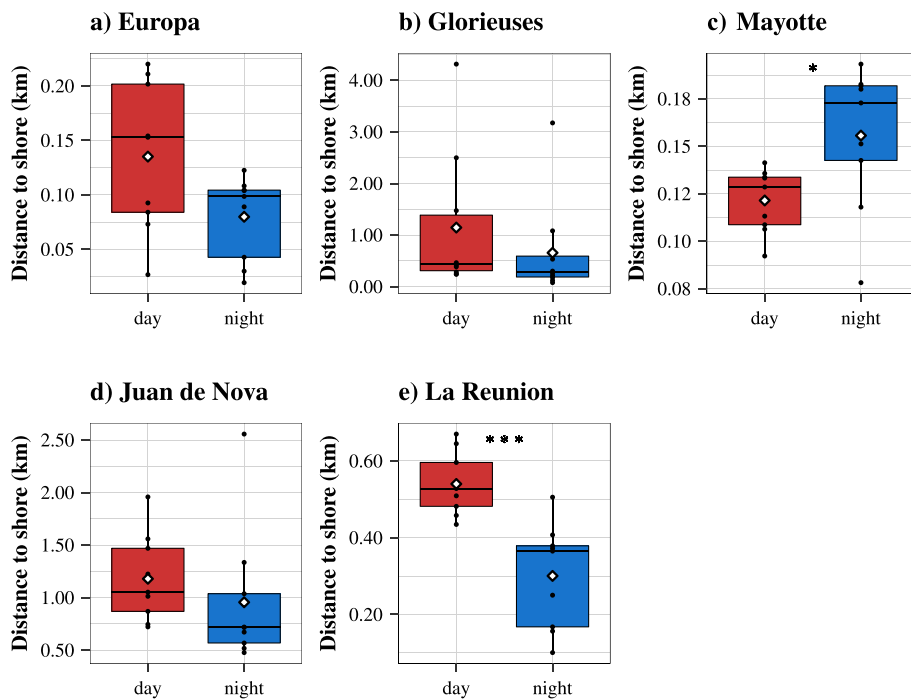 a) Europa
b) Glorieuses
c) Mayotte
Distance to shore (km)
0.20
0.15
0.10
0.05
day
night
Distance to shore (km)
4.00
3.00
2.00
1.00
0.00
day
night
Distance to shore (km)
*
0.18
0.15
0.12
0.10
0.08
day
night
d) Juan de Nova
e) La Reunion
Distance to shore (km)
2.50
2.00
1.50
1.00
0.50
day
night
Distance to shore (km)
***
0.60
0.40
0.20
day
night